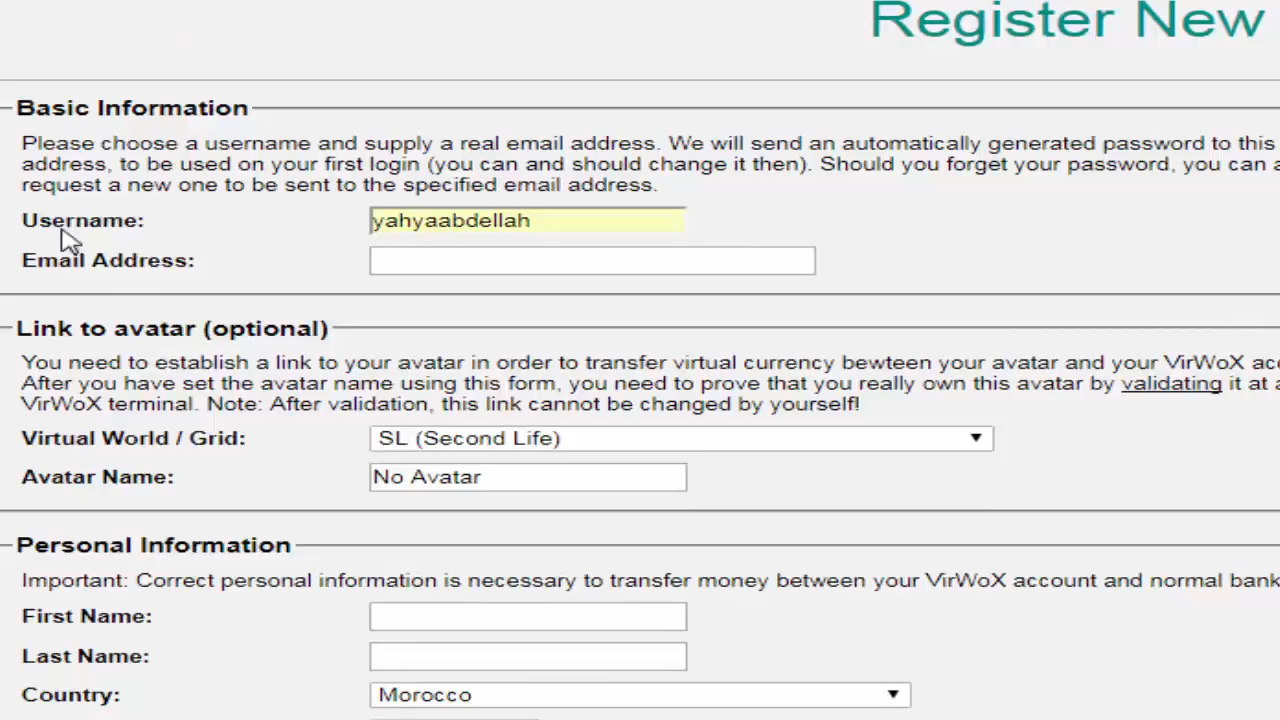 Register New
Basic Information
Please choose a username and supply a real email address. We will send an automatically generated password to this
address, to be used on your first login (you can and should change it then). Should you forget your password, you can a
request a new one to be sent to the specified email address.
Username: yahyaabdellah
Email Address:
Link to avatar (optional)
You need to establish a link to your avatar in order to transfer virtual currency bewteen your avatar and your VirWoX acc
After you have set the avatar name using this form, you need to prove that you really own this avatar by validating it at a
VirWoX terminal. Note: After validation, this link cannot be changed by yourself!
Virtual World / Grid: SL (Second Life)
Avatar Name: No Avatar
Personal Information
Important: Correct personal information is necessary to transfer money between your VirWoX account and normal bank
First Name:
Last Name:
Country: Morocco